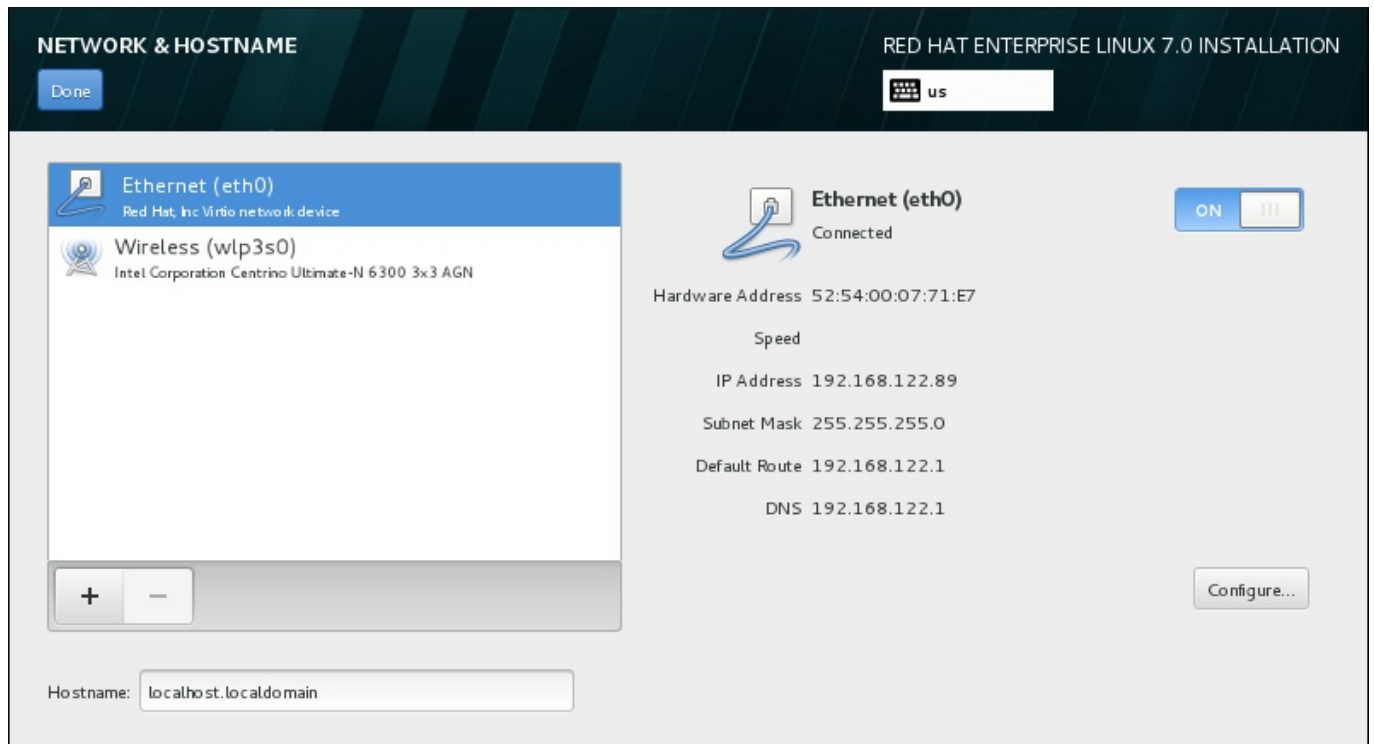 NETWORK & HOSTNAME
RED HAT ENTERPRISE LINUX 7.0 INSTALLATION
Done
us
Ethernet (eth0)
Red Hat, Inc Virtio network device
Wireless (wlp3s0)
Intel Corporation Centrino Ultimate-N 6300 3x3 AGN
Ethernet (eth0)
Connected
ON
Hardware Address 52:54:00:07:71:E7
Speed
IP Address 192.168.122.89
Subnet Mask 255.255.255.0
Default Route 192.168.122.1
DNS 192.168.122.1
+ −
Configure...
Hostname: localhost.localdomain